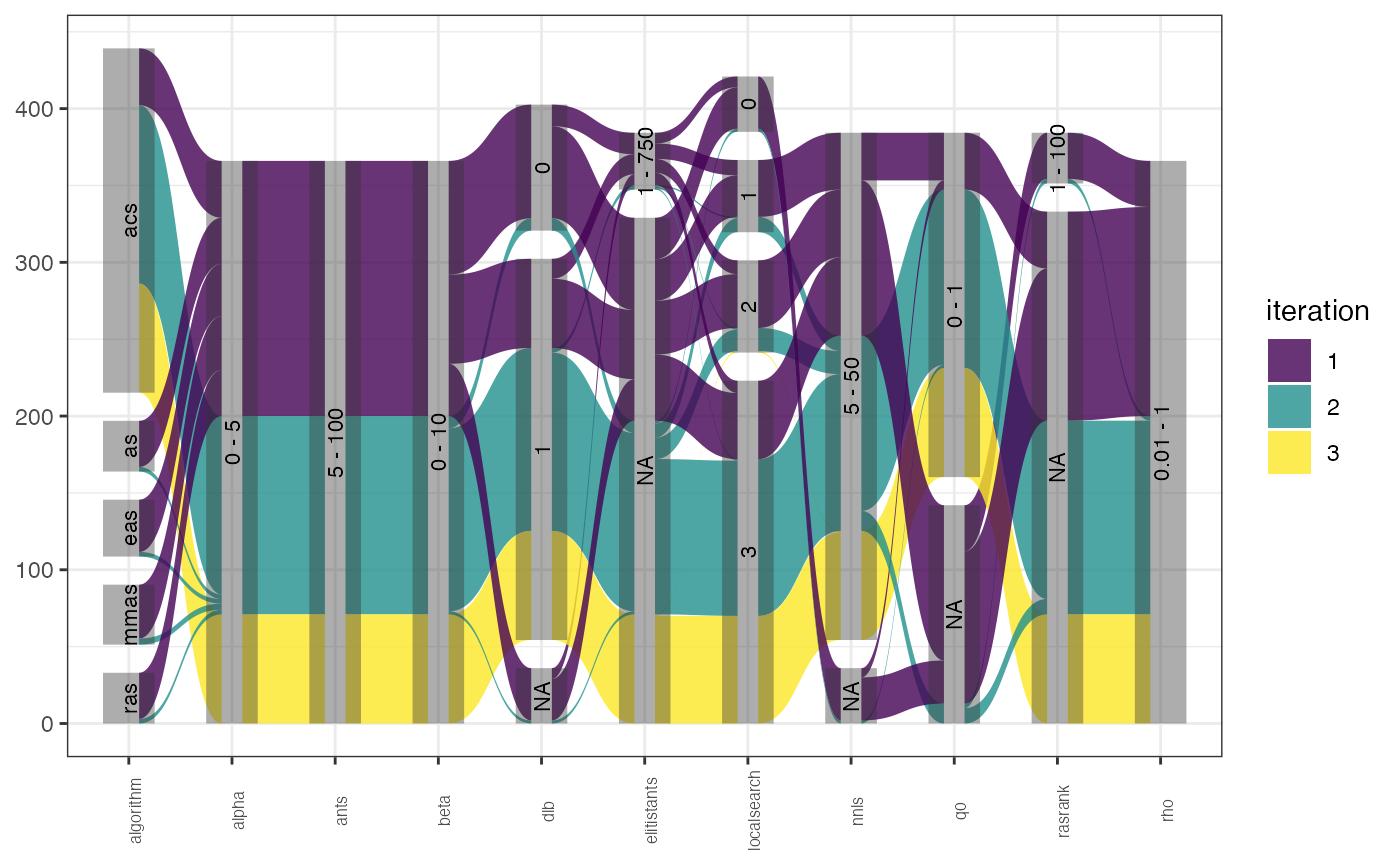 400
300
200
100
0
acs
as
eas
mmas
ras
0 - 5
5 - 100
0 - 10
0
1
NA
1 - 750
NA
0
1
2
3
5 - 50
NA
0 - 1
NA
1 - 100
NA
0.01 - 1
algorithm
alpha
ants
beta
dlb
elitistants
localsearch
nnls
qo
rasrank
rho
iteration
1
2
3